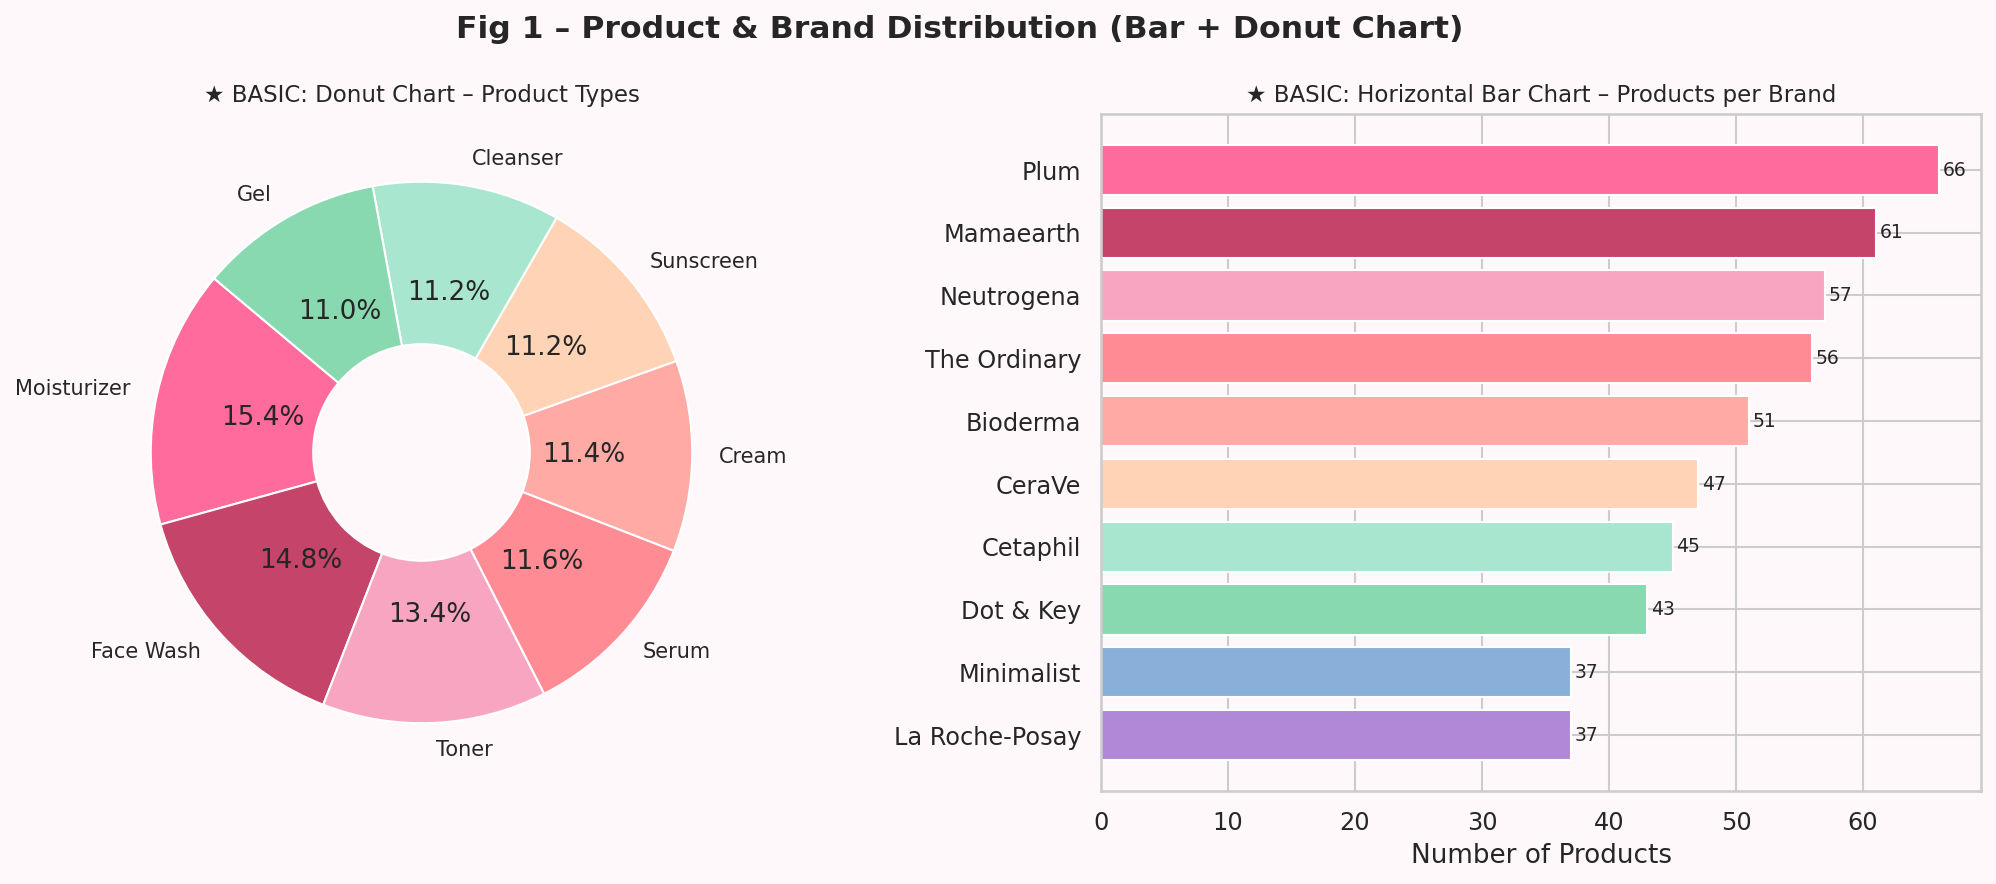 Fig 1 – Product & Brand Distribution (Bar + Donut Chart)
★ BASIC: Donut Chart – Product Types
Cleanser
Gel
Sunscreen
11.2%
11.0%
11.2%
Moisturizer
15.4%
11.4%
Cream
14.8%
11.6%
13.4%
Face Wash
Serum
Toner
★ BASIC: Horizontal Bar Chart – Products per Brand
Plum 66
Mamaearth 61
Neutrogena 57
The Ordinary 56
Bioderma 51
CeraVe 47
Cetaphil 45
Dot & Key 43
Minimalist 37
La Roche-Posay 37
0 10 20 30 40 50 60
Number of Products